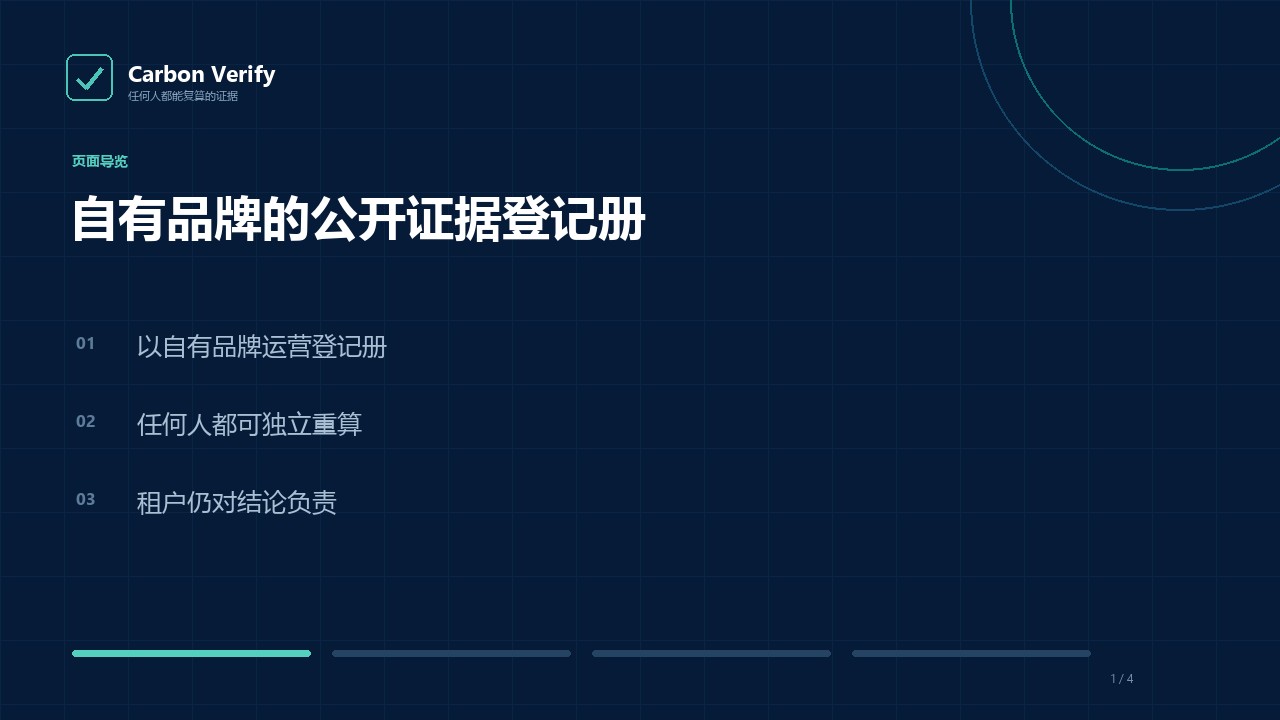 Carbon Verify
任何人都能复算的证据
页面导览
自有品牌的公开证据登记册
01 以自有品牌运营登记册
02 任何人都可独立重算
03 租户仍对结论负责
1 / 4